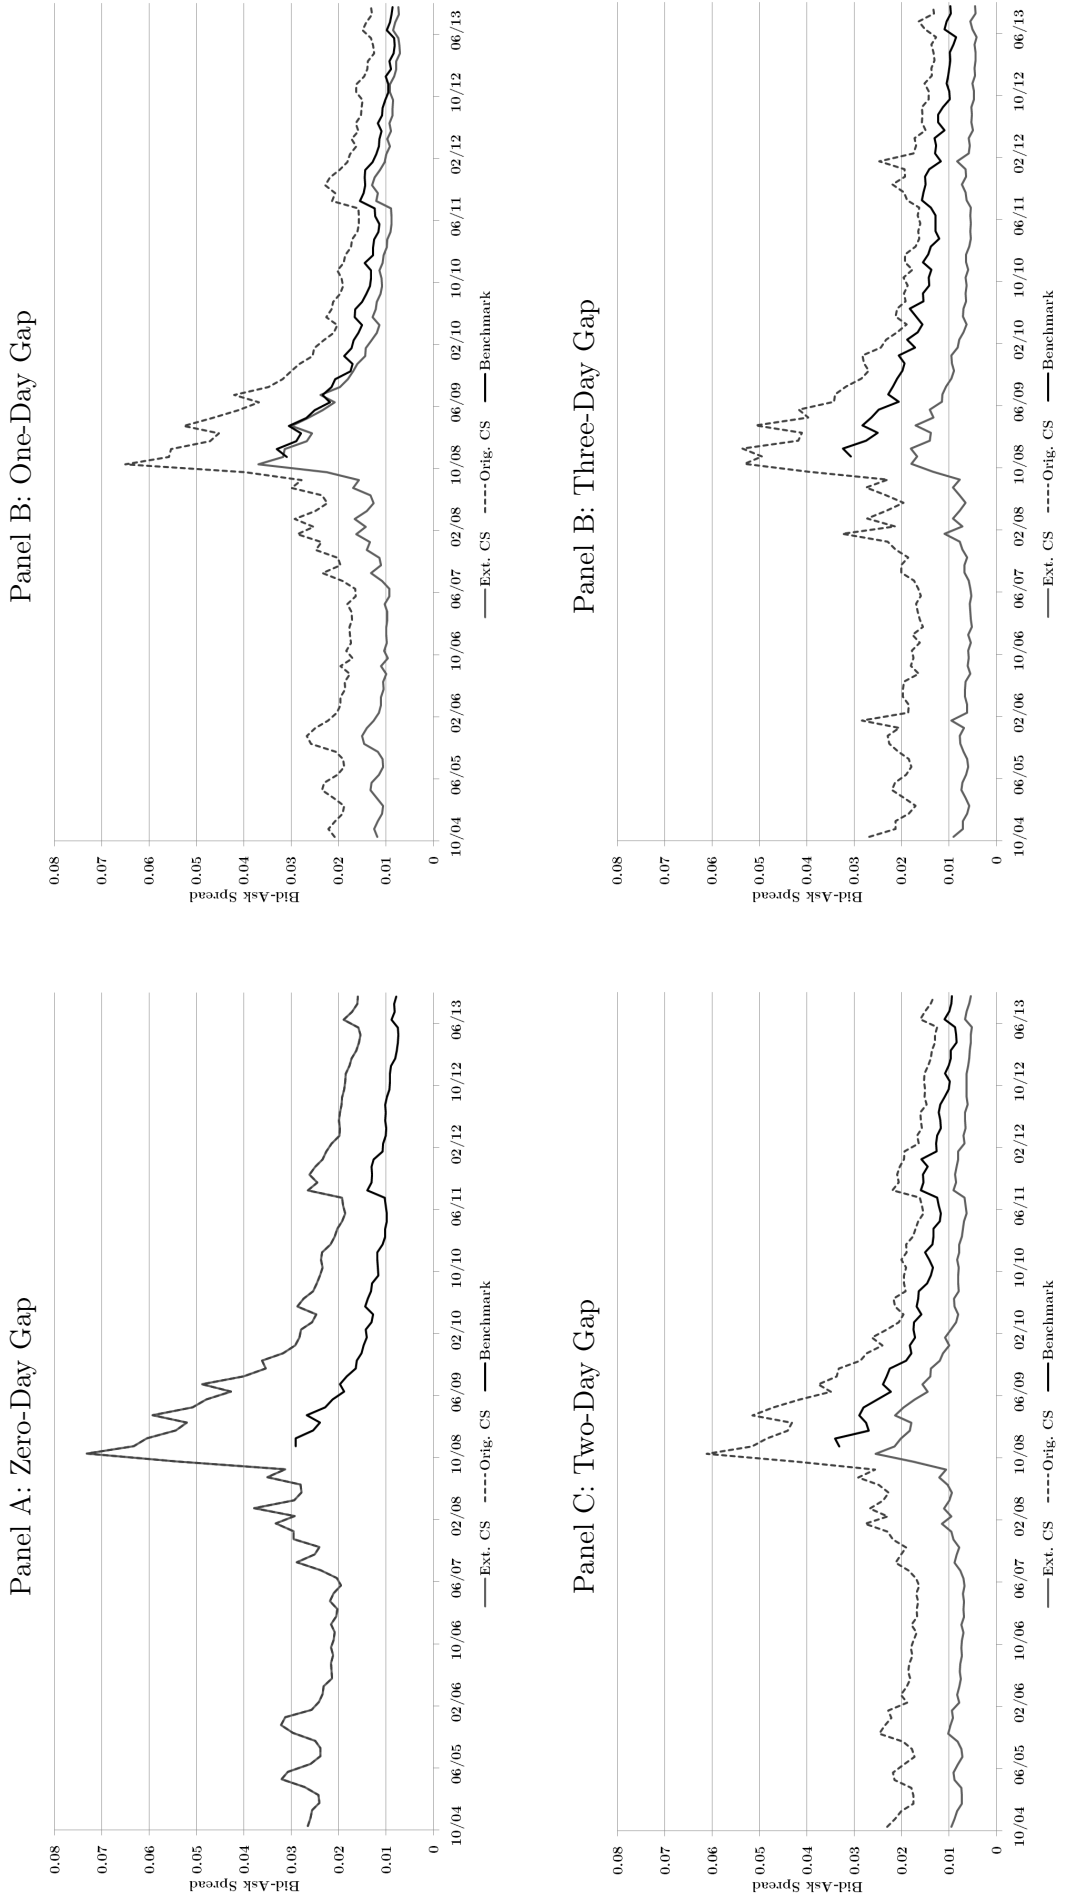 Panel A: Zero-Day Gap
0.08
0.07
0.06
0.05
0.04
0.03
0.02
0.01
0
Bid-Ask Spread
10/04 06/05 02/06 10/06 06/07 02/08 10/08 06/09 02/10 10/10 06/11 02/12 10/12 06/13
Ext. CS Orig. CS Benchmark
Panel B: One-Day Gap
0.08
0.07
0.06
0.05
0.04
0.03
0.02
0.01
0
Bid-Ask Spread
10/04 06/05 02/06 10/06 06/07 02/08 10/08 06/09 02/10 10/10 06/11 02/12 10/12 06/13
Ext. CS Orig. CS Benchmark
Panel C: Two-Day Gap
0.08
0.07
0.06
0.05
0.04
0.03
0.02
0.01
0
Bid-Ask Spread
10/04 06/05 02/06 10/06 06/07 02/08 10/08 06/09 02/10 10/10 06/11 02/12 10/12 06/13
Ext. CS Orig. CS Benchmark
Panel B: Three-Day Gap
0.08
0.07
0.06
0.05
0.04
0.03
0.02
0.01
0
Bid-Ask Spread
10/04 06/05 02/06 10/06 06/07 02/08 10/08 06/09 02/10 10/10 06/11 02/12 10/12 06/13
Ext. CS Orig. CS Benchmark